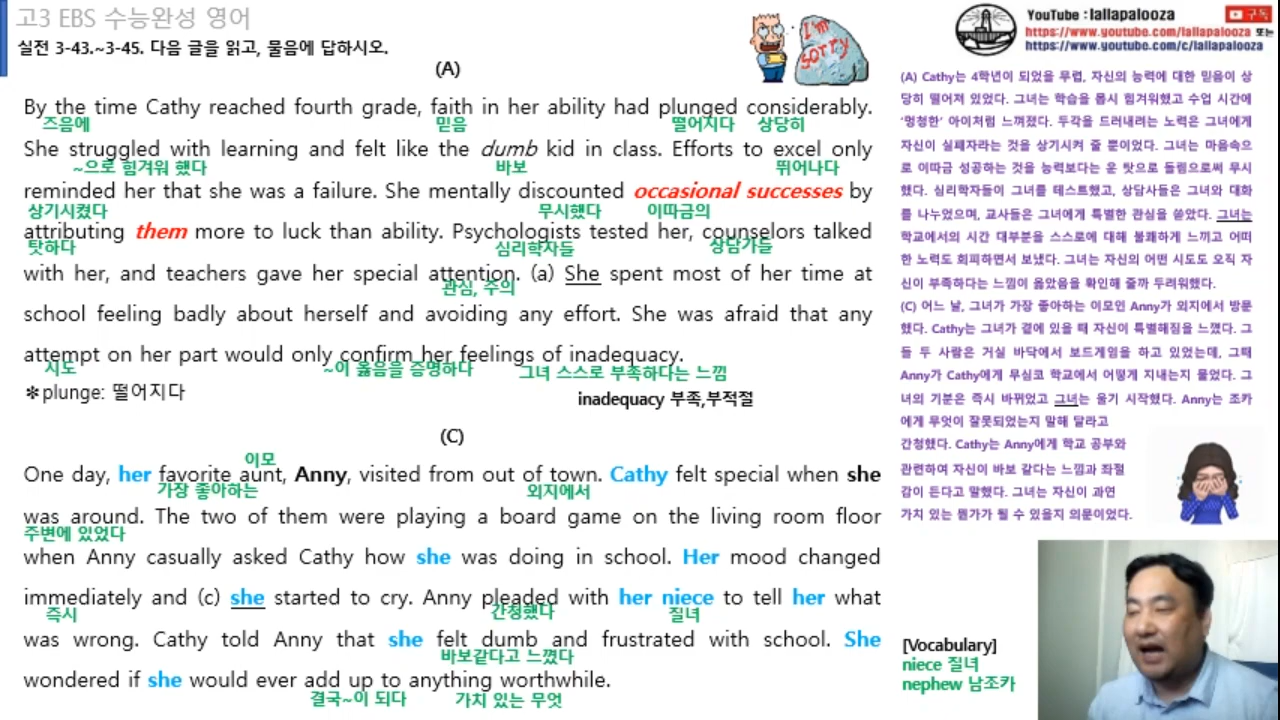 고3 EBS 수능완성 영어
실전 3-43.~3-45. 다음 글을 읽고, 물음에 답하시오.
I'm
sorry
YouTube : lallapalooza
구독
https://www.youtube.com/lallapalooza 또는
https://www.youtube.com/c/lallapalooza
(A)
By the time Cathy reached fourth grade, faith in her ability had plunged considerably.
즈음에 믿음 떨어지다 상당히
She struggled with learning and felt like the dumb kid in class. Efforts to excel only
~으로 힘겨워 했다 바보 뛰어나다
reminded her that she was a failure. She mentally discounted occasional successes by
상기시켰다 무시했다 이따금의
attributing them more to luck than ability. Psychologists tested her, counselors talked
탓하다 심리학자들 상담가들
with her, and teachers gave her special attention. (a) She spent most of her time at
관심, 주의
school feeling badly about herself and avoiding any effort. She was afraid that any
attempt on her part would only confirm her feelings of inadequacy.
시도 ~이 옳음을 증명하다 그녀 스스로 부족하다는 느낌
✻plunge: 떨어지다
inadequacy 부족,부적절
(C)
이모
One day, her favorite aunt, Anny, visited from out of town. Cathy felt special when she
가장 좋아하는 외지에서
was around. The two of them were playing a board game on the living room floor
주변에 있었다
when Anny casually asked Cathy how she was doing in school. Her mood changed
immediately and (c) she started to cry. Anny pleaded with her niece to tell her what
즉시 간청했다 질녀
was wrong. Cathy told Anny that she felt dumb and frustrated with school. She
바보같다고 느꼈다
wondered if she would ever add up to anything worthwhile.
결국~이 되다 가치 있는 무엇
(A) Cathy는 4학년이 되었을 무렵, 자신의 능력에 대한 믿음이 상
당히 떨어져 있었다. 그녀는 학습을 몹시 힘겨워했고 수업 시간에
'멍청한' 아이처럼 느껴졌다. 두각을 드러내려는 노력은 그녀에게
자신이 실패자라는 것을 상기시켜 줄 뿐이었다. 그녀는 마음속으
로 이따금 성공하는 것을 능력보다는 운 탓으로 돌림으로써 무시
했다. 심리학자들이 그녀를 테스트했고, 상담사들은 그녀와 대화
를 나누었으며, 교사들은 그녀에게 특별한 관심을 쏟았다. 그녀는
학교에서의 시간 대부분을 스스로에 대해 불쾌하게 느끼고 어떠
한 노력도 회피하면서 보냈다. 그녀는 자신의 어떤 시도도 오직 자
신이 부족하다는 느낌이 옳았음을 확인해 줄까 두려워했다.
(C) 어느 날, 그녀가 가장 좋아하는 이모인 Anny가 외지에서 방문
했다. Cathy는 그녀가 곁에 있을 때 자신이 특별해짐을 느꼈다. 그
들 두 사람은 거실 바닥에서 보드게임을 하고 있었는데, 그때
Anny가 Cathy에게 무심코 학교에서 어떻게 지내는지 물었다. 그
녀의 기분은 즉시 바뀌었고 그녀는 울기 시작했다. Anny는 조카
에게 무엇이 잘못되었는지 말해 달라고
간청했다. Cathy는 Anny에게 학교 공부와
관련하여 자신이 바보 같다는 느낌과 좌절
감이 든다고 말했다. 그녀는 자신이 과연
가치 있는 뭔가가 될 수 있을지 의문이었다.
[Vocabulary]
niece 질녀
nephew 남조카